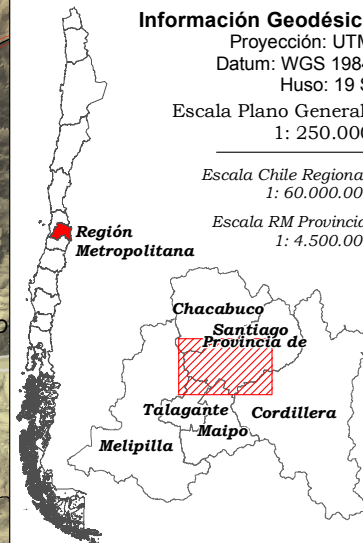 Información Geodésic
Proyección: UTM
Datum: WGS 1984
Huso: 19 S
Escala Plano General
1: 250.000
Escala Chile Regiona
1: 60.000.00
Escala RM Provincia
1: 4.500.00
Región
Metropolitana
Chacabuco
Santiago
Provincia de
Talagante
Cordillera
Maipo
Melipilla